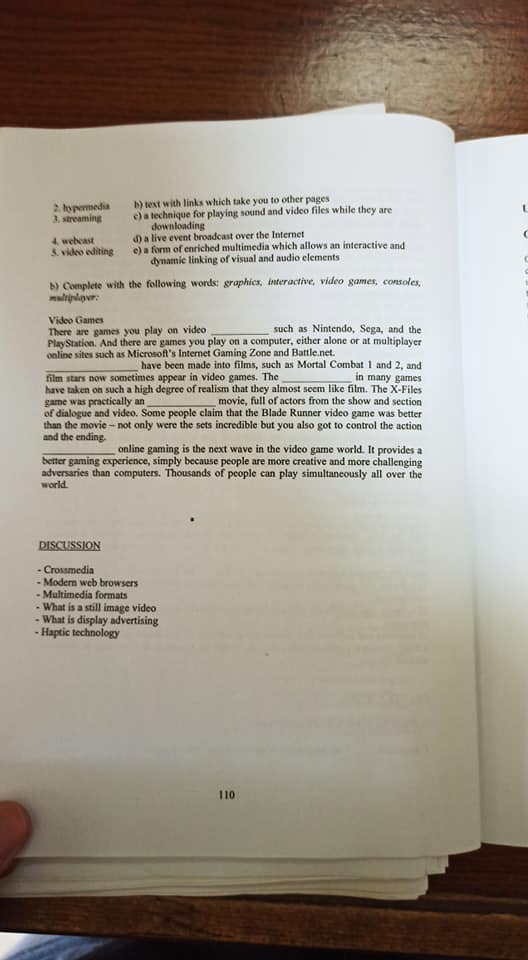 2. hypermedia b) text with links which take you to other pages
3. streaming c) a technique for playing sound and video files while they are
downloading
4. webcast d) a live event broadcast over the Internet
5. video editing e) a form of enriched multimedia which allows an interactive and
dynamic linking of visual and audio elements
b) Complete with the following words: graphics, interactive, video games, consoles,
multiplayer:
Video Games
There are games you play on video __________ such as Nintendo, Sega, and the
PlayStation. And there are games you play on a computer, either alone or at multiplayer
online sites such as Microsoft's Internet Gaming Zone and Battle.net.
________________ have been made into films, such as Mortal Combat 1 and 2, and
film stars now sometimes appear in video games. The ____________ in many games
have taken on such a high degree of realism that they almost seem like film. The X-Files
game was practically an ____________ movie, full of actors from the show and section
of dialogue and video. Some people claim that the Blade Runner video game was better
than the movie – not only were the sets incredible but you also got to control the action
and the ending.
_____________ online gaming is the next wave in the video game world. It provides a
better gaming experience, simply because people are more creative and more challenging
adversaries than computers. Thousands of people can play simultaneously all over the
world.
DISCUSSION
- Crossmedia
- Modern web browsers
- Multimedia formats
- What is a still image video
- What is display advertising
- Haptic technology
110